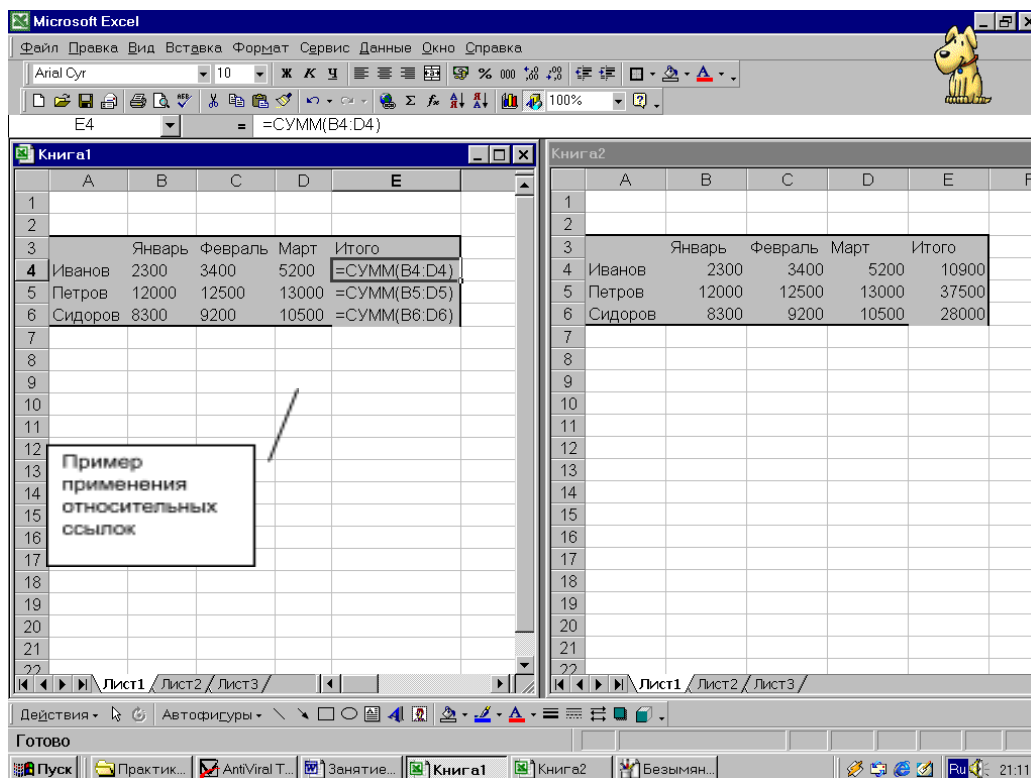 Microsoft Excel
Файл Правка Вид Вставка Формат Сервис Данные Окно Справка
Arial Cyr 10 Ж К Ч % 000
100%
E4 = =СУММ(B4:D4)
Книга1
A B C D E
1
2
3 Январь Февраль Март Итого
4 Иванов 2300 3400 5200 =СУММ(B4:D4)
5 Петров 12000 12500 13000 =СУММ(B5:D5)
6 Сидоров 8300 9200 10500 =СУММ(B6:D6)
7
8
9
10
11
12
13
14
15
16
17
18
19
20
21
22
Пример
применения
относительных
ссылок
Лист1 Лист2 Лист3
Книга2
A B C D E F
1
2
3 Январь Февраль Март Итого
4 Иванов 2300 3400 5200 10900
5 Петров 12000 12500 13000 37500
6 Сидоров 8300 9200 10500 28000
7
8
9
10
11
12
13
14
15
16
17
18
19
20
21
22
Лист1 Лист2 Лист3
Действия Автофигуры
Готово
Пуск Практик... AntiViral T... Занятие... Книга1 Книга2 Безымян... Ru 21:11